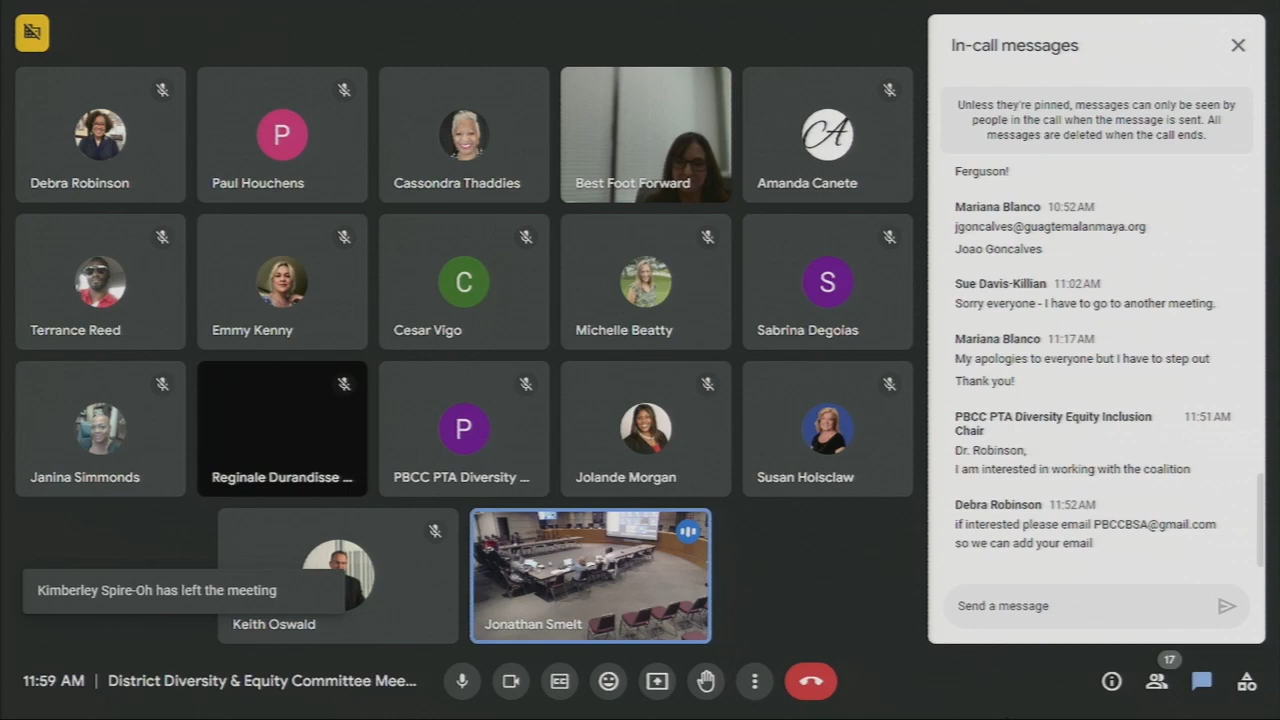 In-call messages
Unless they're pinned, messages can only be seen by
people in the call when the message is sent. All
messages are deleted when the call ends.
Ferguson!
Mariana Blanco 10:52 AM
jgoncalves@guagtemalanmaya.org
Joao Goncalves
Sue Davis-Killian 11:02 AM
Sorry everyone - I have to go to another meeting.
Mariana Blanco 11:17 AM
My apologies to everyone but I have to step out
Thank you!
PBCC PTA Diversity Equity Inclusion 11:51 AM
Chair
Dr. Robinson,
I am interested in working with the coalition
Debra Robinson 11:52 AM
if interested please email PBCCBSA@gmail.com
so we can add your email
Send a message
P
A
Debra Robinson
Paul Houchens
Cassondra Thaddies
Best Foot Forward
Amanda Canete
C
S
Terrance Reed
Emmy Kenny
Cesar Vigo
Michelle Beatty
Sabrina Degoias
P
Janina Simmonds
Reginale Durandisse ...
PBCC PTA Diversity ...
Jolande Morgan
Susan Holsclaw
Kimberley Spire-Oh has left the meeting
Keith Oswald
Jonathan Smelt
11:59 AM | District Diversity & Equity Committee Mee...
17